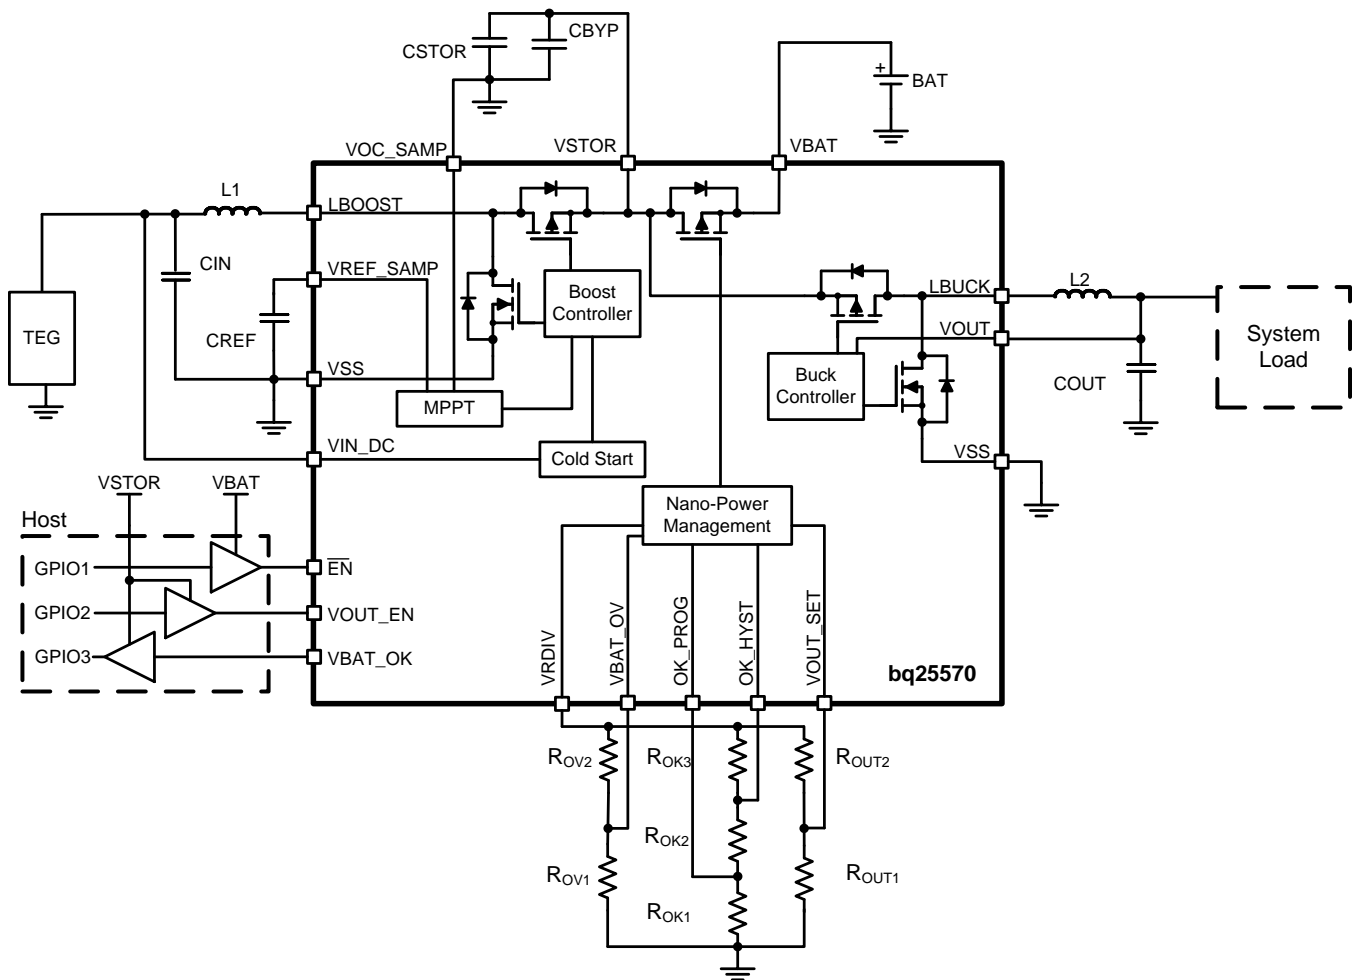 CSTOR
CBYP
+
BAT
VOC_SAMP
VSTOR
VBAT
L1
LBOOST
CIN
VREF_SAMP
Boost
Controller
LBUCK
L2
TEG
CREF
VOUT
System
Load
VSS
Buck
Controller
COUT
MPPT
VIN_DC
Cold Start
VSS
VSTOR
VBAT
Nano-Power
Management
Host
GPIO1
EN
GPIO2
VOUT_EN
GPIO3
VBAT_OK
VRDIV
VBAT_OV
OK_PROG
OK_HYST
VOUT_SET
bq25570
ROV2
ROK3
ROUT2
ROK2
ROV1
ROUT1
ROK1